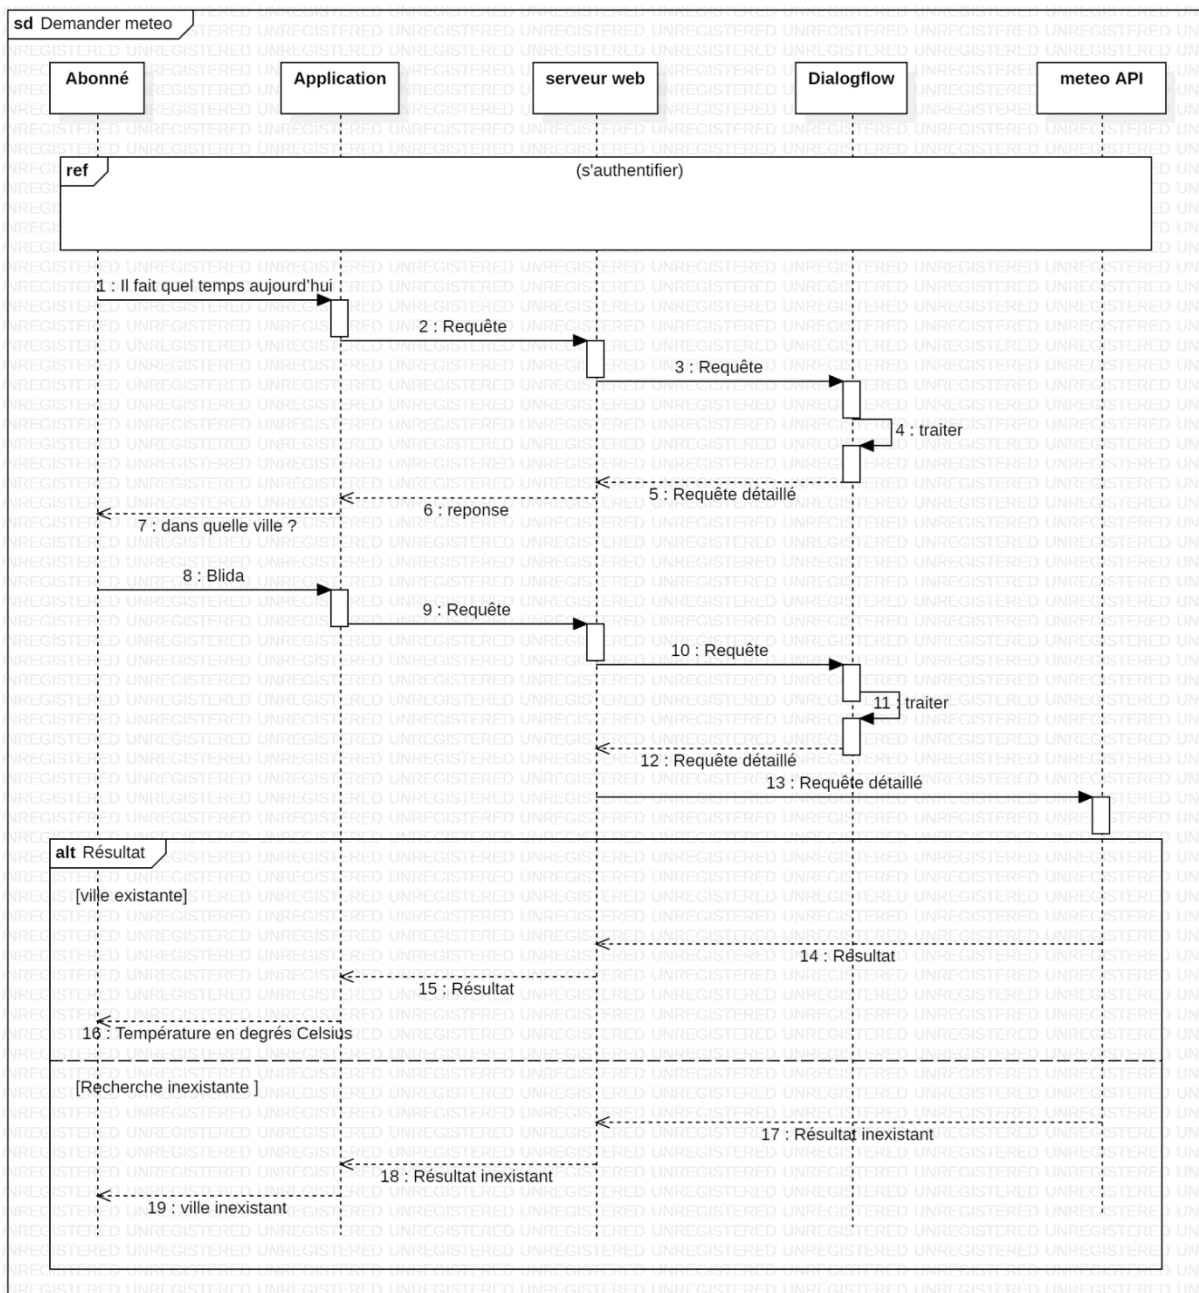 sd Demander meteo
Abonné Application serveur web Dialogflow meteo API
ref (s'authentifier)
1 : Il fait quel temps aujourd'hui
2 : Requête
3 : Requête
4 : traiter
5 : Requête détaillé
6 : reponse
7 : dans quelle ville ?
8 : Blida
9 : Requête
10 : Requête
11 : traiter
12 : Requête détaillé
13 : Requête détaillé
alt Résultat
[ville existante]
14 : Résultat
15 : Résultat
16 : Température en degrés Celsius
[Recherche inexistante ]
17 : Résultat inexistant
18 : Résultat inexistant
19 : ville inexistant